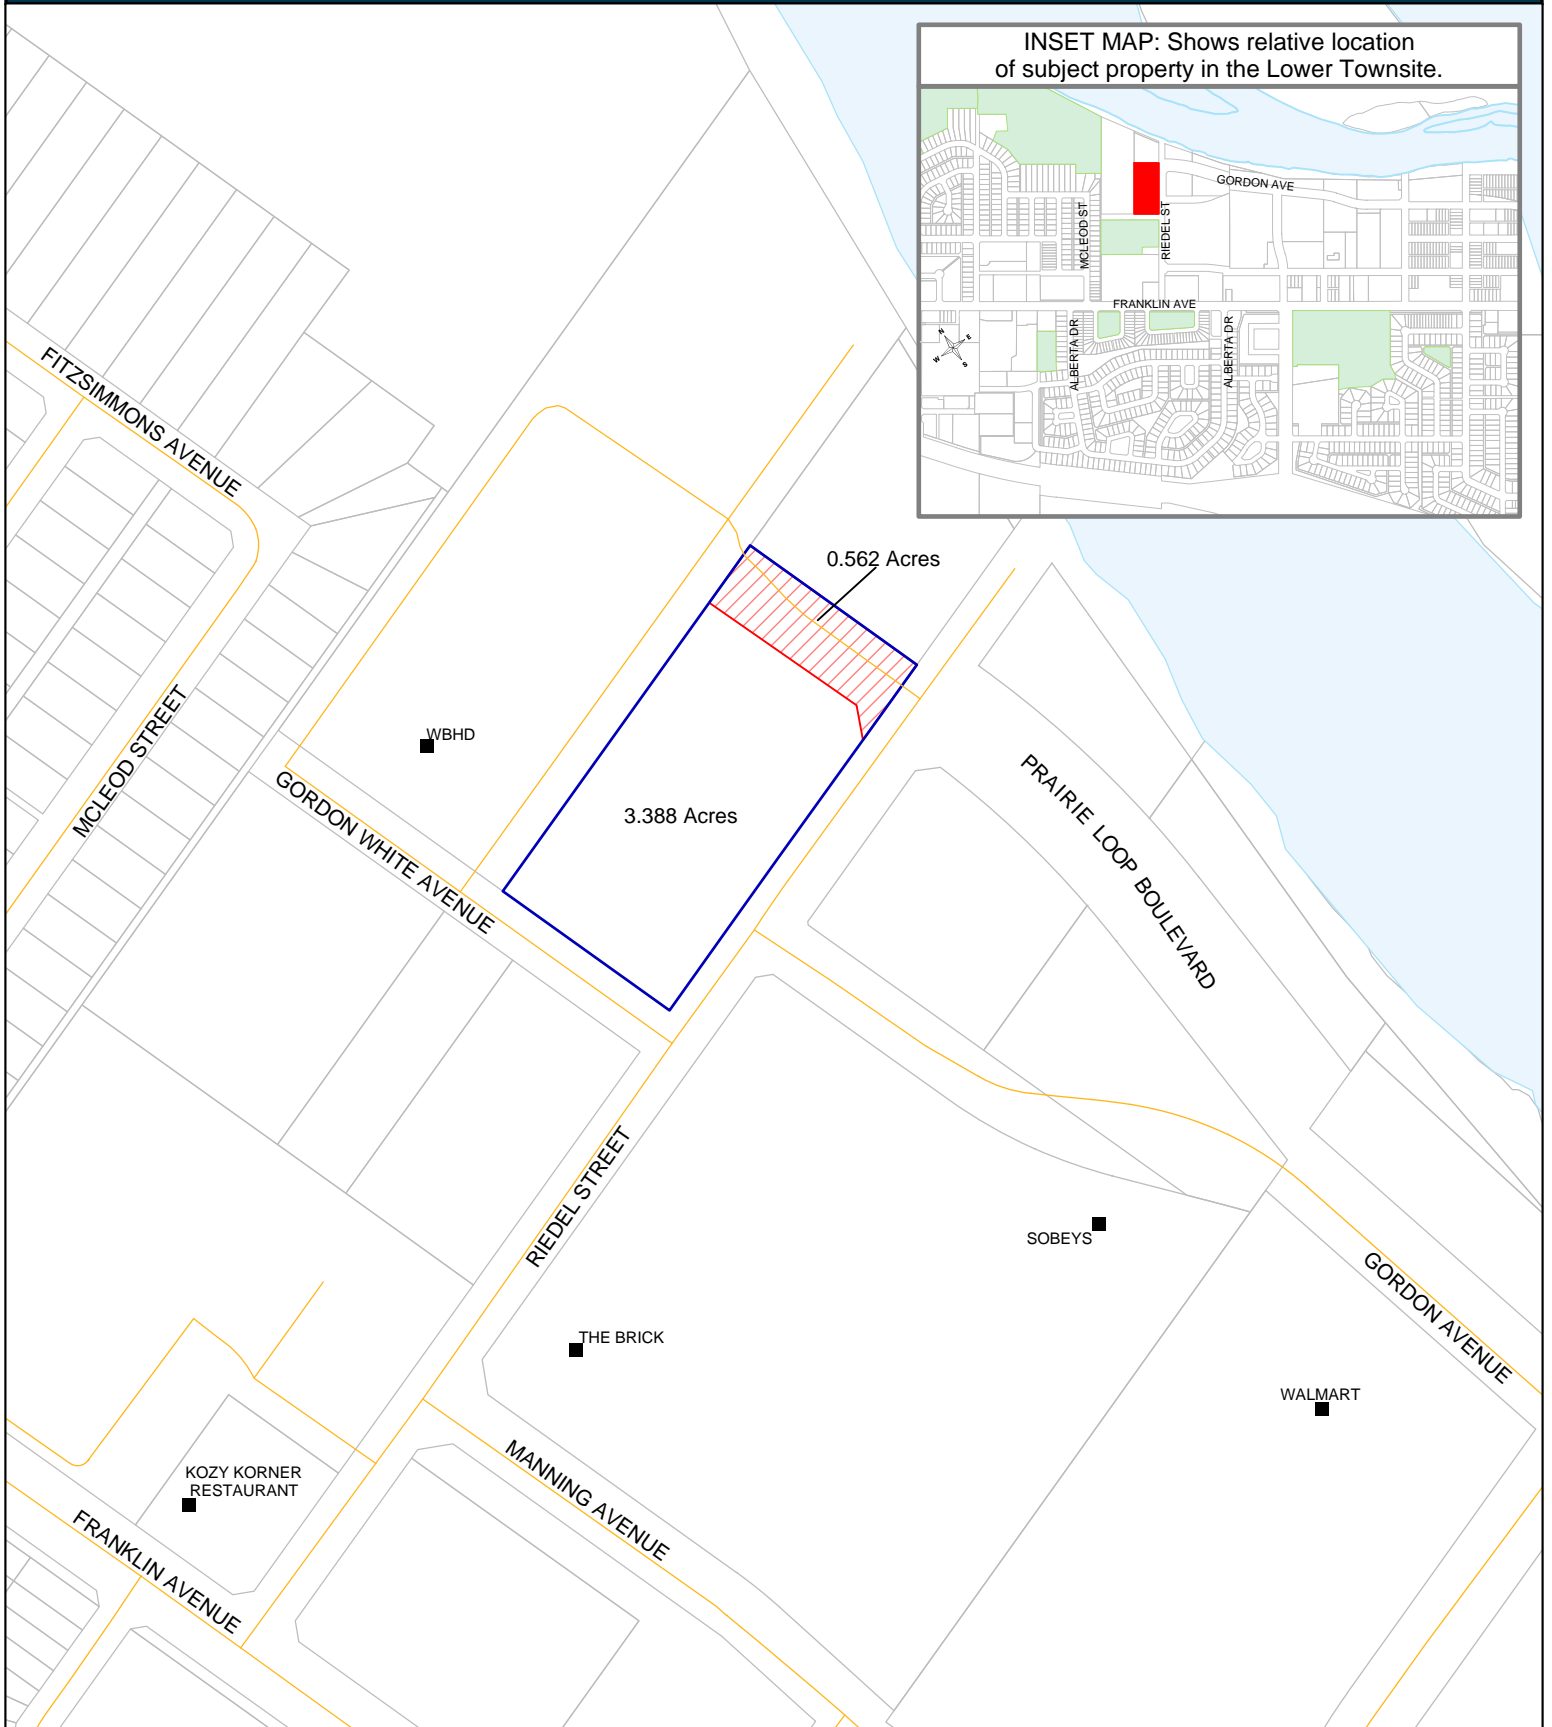 INSET MAP: Shows relative location
of subject property in the Lower Townsite.
GORDON AVE
MCLEOD ST
RIEDEL ST
FRANKLIN AVE
ALBERTA DR
ALBERTA DR
N
E
W
S
FITZSIMMONS AVENUE
0.562 Acres
MCLEOD STREET
WBHD
GORDON WHITE AVENUE
3.388 Acres
PRAIRIE LOOP BOULEVARD
RIEDEL STREET
SOBEYS
GORDON AVENUE
THE BRICK
WALMART
KOZY KORNER
RESTAURANT
MANNING AVENUE
FRANKLIN AVENUE